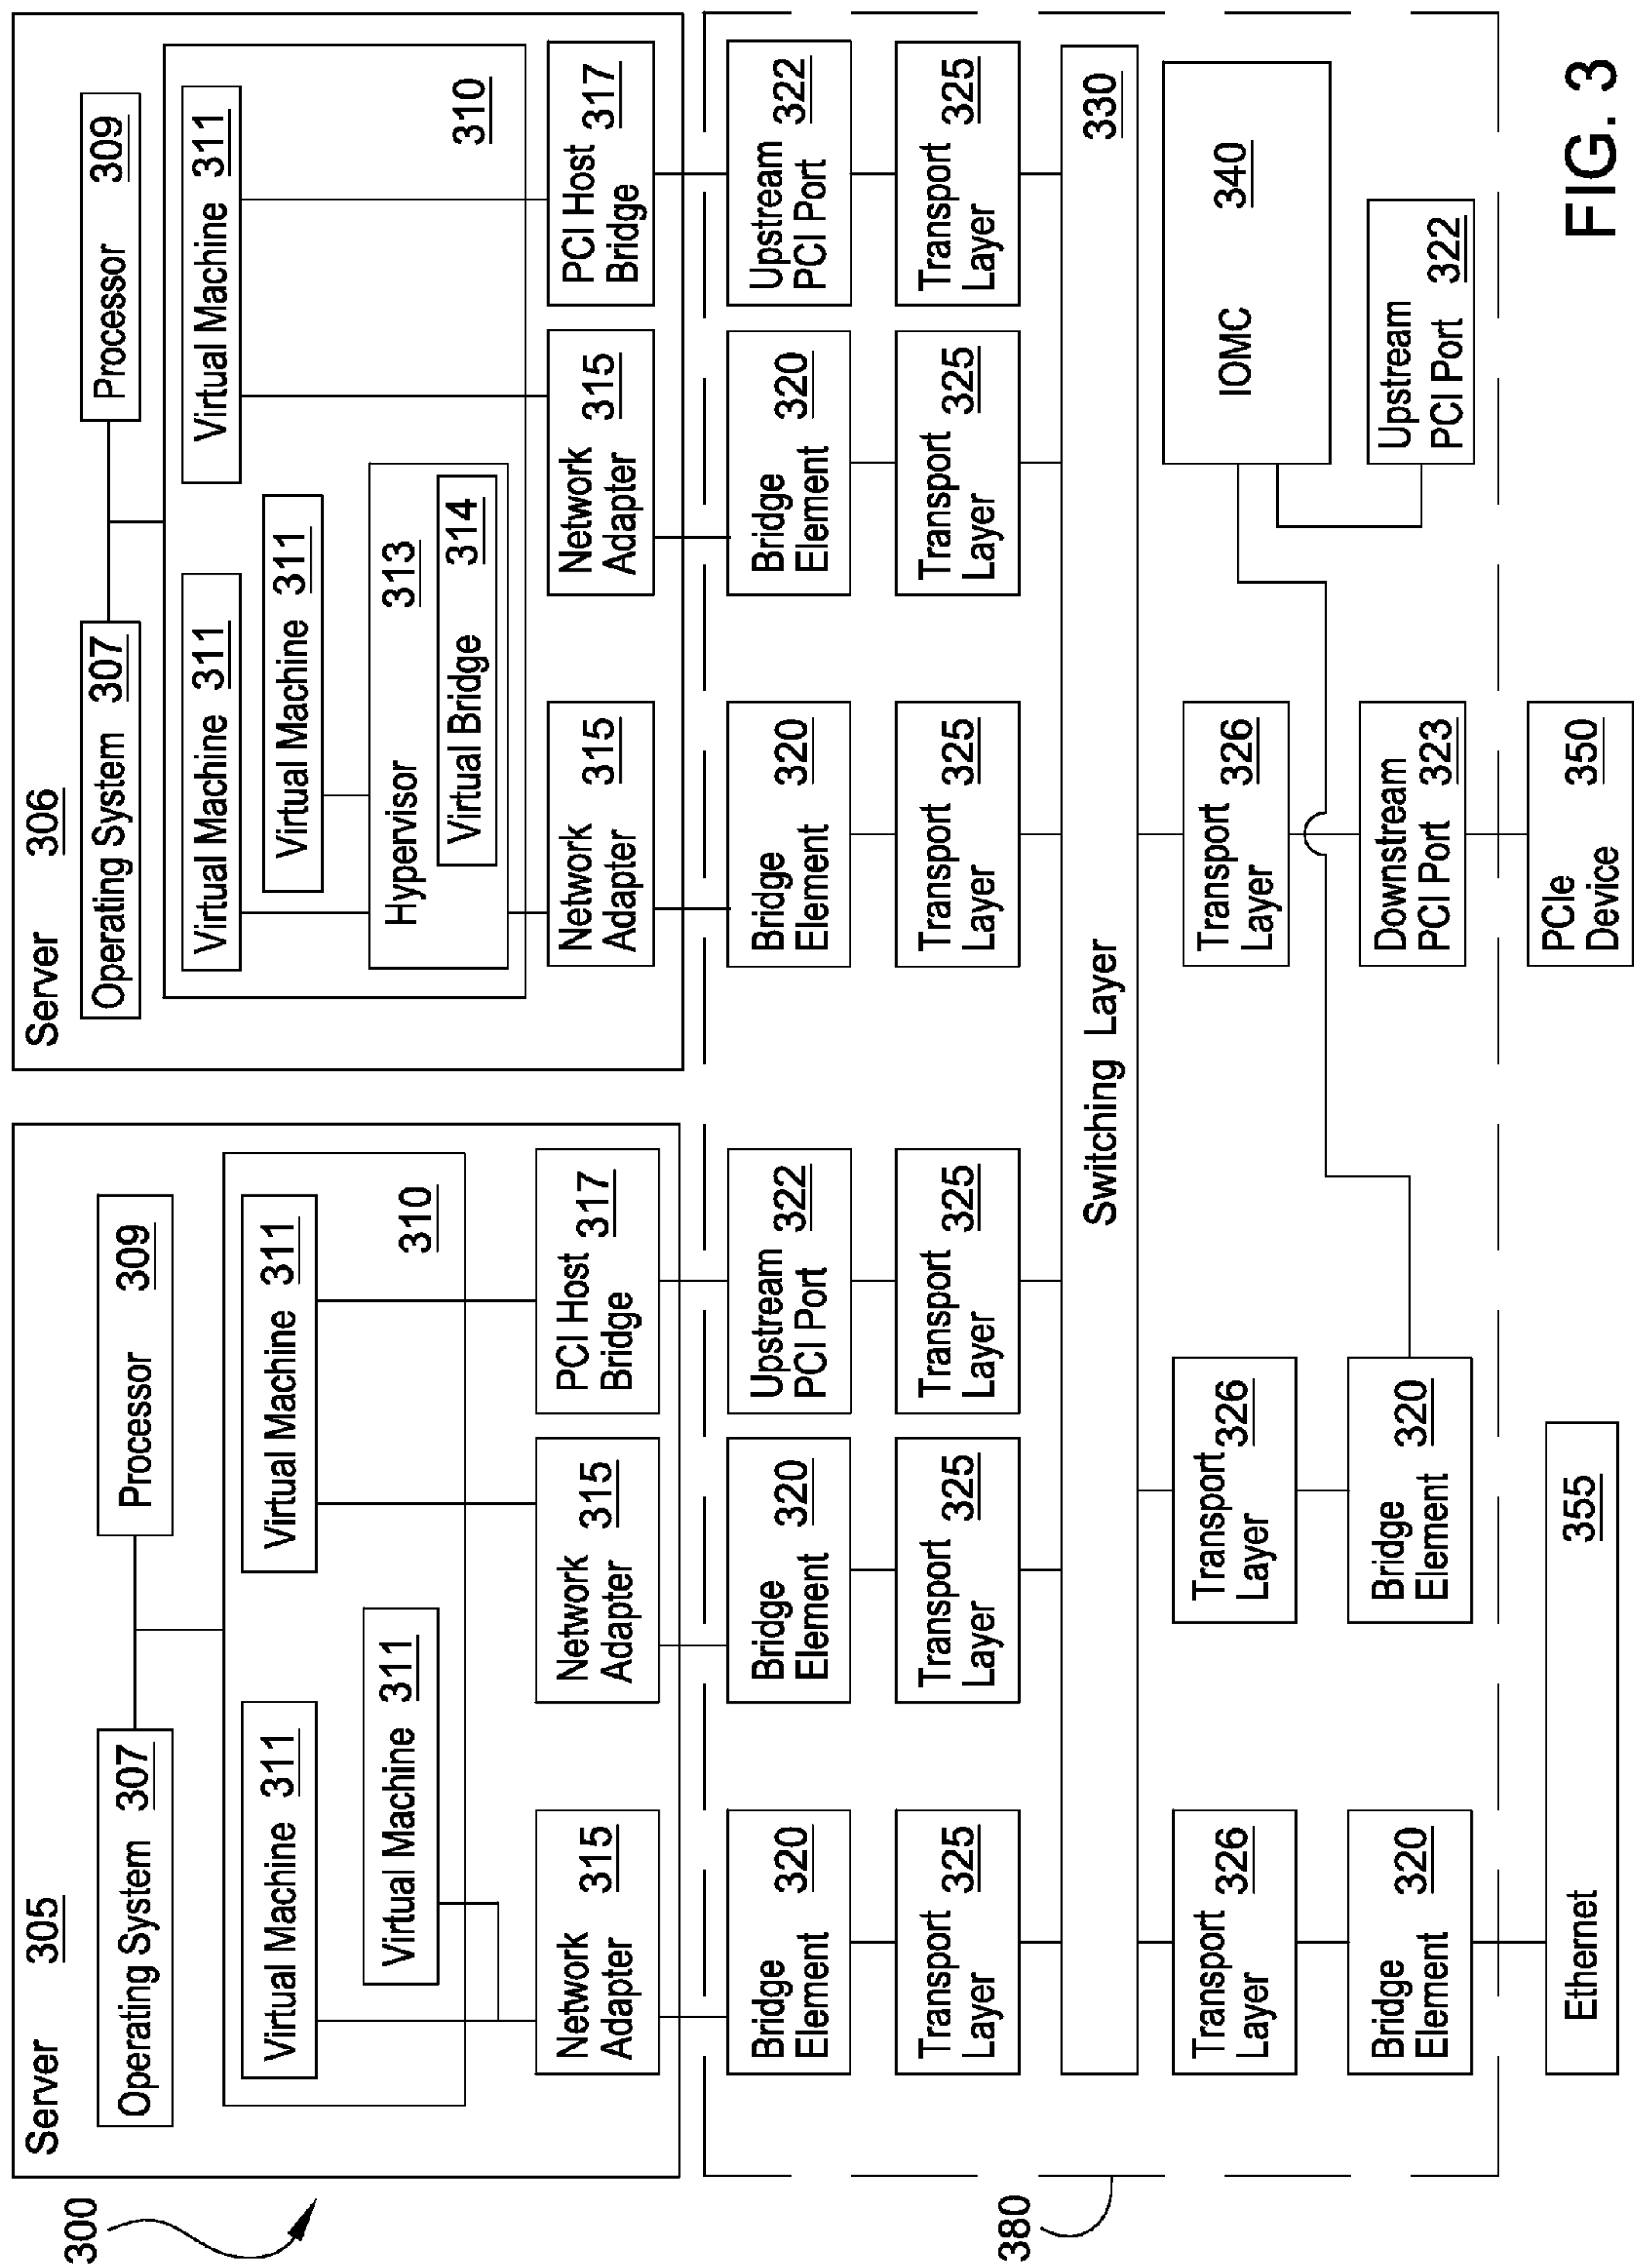 300
Server 305
Operating System 307
Processor 309
Virtual Machine 311
Virtual Machine 311
Virtual Machine 311
310
Network
Adapter 315
Network
Adapter 315
PCI Host
Bridge 317
Server 306
Operating System 307
Processor 309
Virtual Machine 311
Virtual Machine 311
Virtual Machine 311
Hypervisor 313
Virtual Bridge 314
310
Network
Adapter 315
Network
Adapter 315
PCI Host
Bridge 317
380
Bridge
Element 320
Bridge
Element 320
Upstream
PCI Port 322
Bridge
Element 320
Bridge
Element 320
Upstream
PCI Port 322
Transport
Layer 325
Transport
Layer 325
Transport
Layer 325
Transport
Layer 325
Transport
Layer 325
Transport
Layer 325
Switching Layer 330
Transport
Layer 326
Transport
Layer 326
Transport
Layer 326
IOMC 340
Bridge
Element 320
Bridge
Element 320
Downstream
PCI Port 323
Upstream
PCI Port 322
Ethernet 355
PCIe
Device 350
FIG. 3